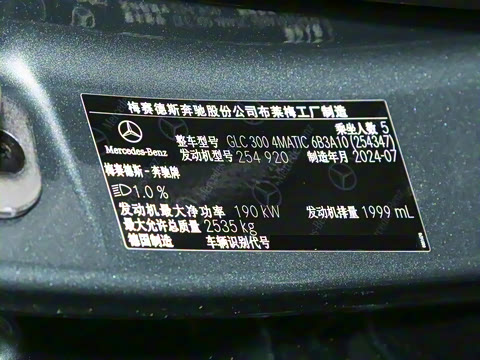 梅赛德斯奔驰股份公司布莱梅工厂制造
乘坐人数 5
Mercedes-Benz
整车型号 GLC 300 4MATIC 6B3A10 (254347)
发动机型号 254 920 制造年月 2024-07
梅赛德斯-奔驰牌
1.0 %
发动机最大净功率 190 kW 发动机排量 1999 mL
最大允许总质量 2535 kg
德国制造 车辆识别代号